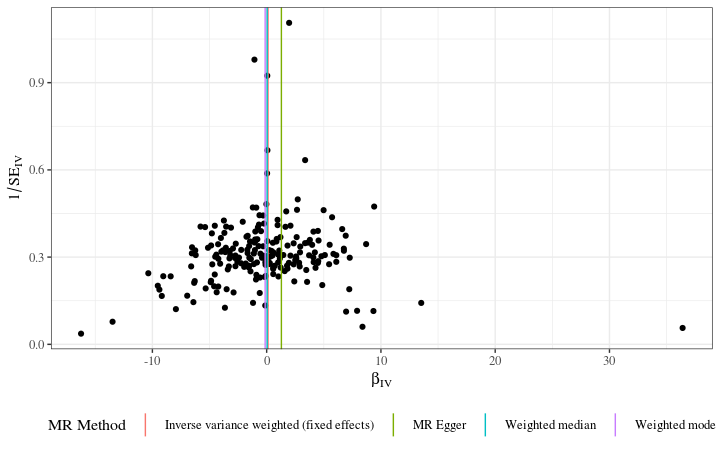 1/SE_IV
0.9
0.6
0.3
0.0
-10 0 10 20 30
β_IV
MR Method Inverse variance weighted (fixed effects) MR Egger Weighted median Weighted mode